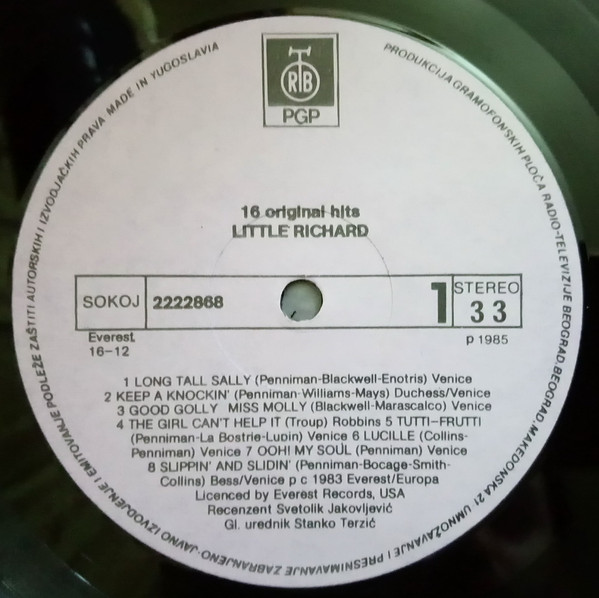 PRODUKCIJA GRAMOFONSKIH PLOČA RADIO-TELEVIZIJE BEOGRAD, BEOGRAD, MAKEDONSKA 21 UMNOŽAVANJE I PRESNIMAVANJE ZABRANJENO-JAVNO IZVODJENJE I EMITOVANJE PODLEŽE ZAŠTITI AUTORSKIH I IZVODJAČKIH PRAVA MADE IN YUGOSLAVIA
RTB
PGP
16 original hits
LITTLE RICHARD
SOKOJ 2222868 1 STEREO
33
Everest
16-12
p 1985
1 LONG TALL SALLY (Penniman-Blackwell-Enotris) Venice
2 KEEP A KNOCKIN' (Penniman-Williams-Mays) Duchess/Venice
3 GOOD GOLLY MISS MOLLY (Blackwell-Marascalco) Venice
4 THE GIRL CAN'T HELP IT (Troup) Robbins 5 TUTTI-FRUTTI
(Penniman-La Bostrie-Lupin) Venice 6 LUCILLE (Collins-
Penniman) Venice 7 OOH! MY SOUL (Penniman) Venice
8 SLIPPIN' AND SLIDIN' (Penniman-Bocage-Smith-
Collins) Bess/Venice p c 1983 Everest/Europa
Licenced by Everest Records, USA
Recenzent Svetolik Jakovljević
Gl. urednik Stanko Terzić